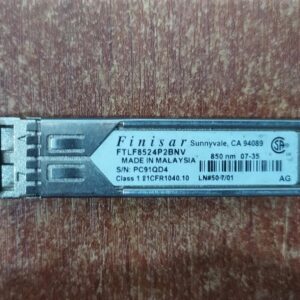 Finisar Sunnyvale, CA 94089
FTLF8524P2BNV 850 nm 07-35
MADE IN MALAYSIA
S/N: PC91QD4
Class 1 21CFR1040.10 LN#50-7/01
AG